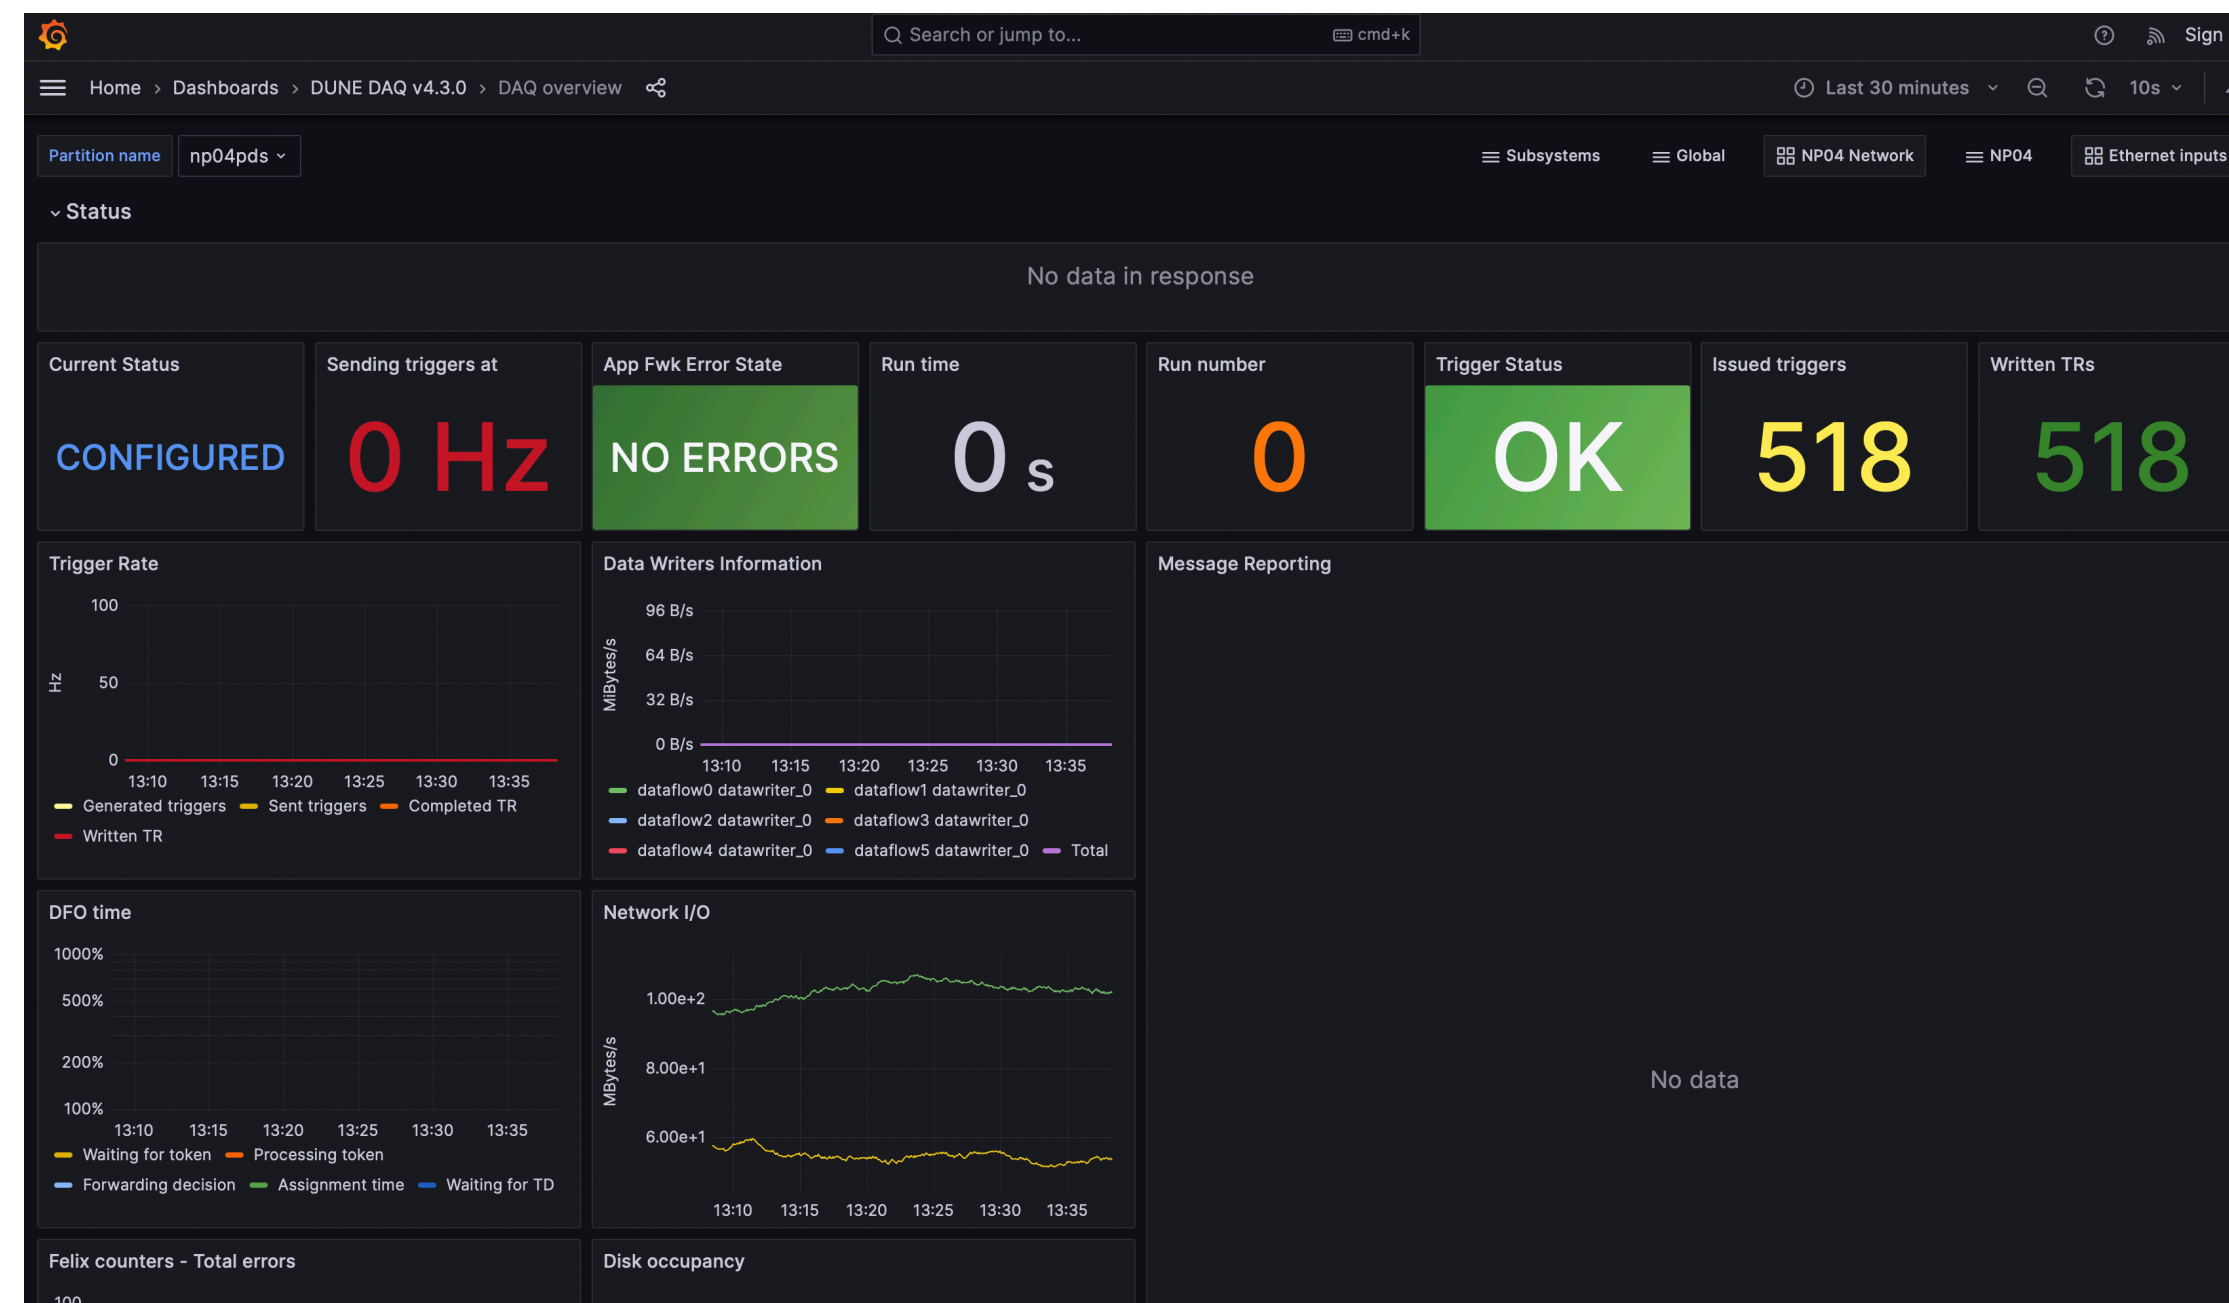 Search or jump to... cmd+k Sign
Home › Dashboards › DUNE DAQ v4.3.0 › DAQ overview Last 30 minutes 10s
Partition name np04pds Subsystems Global NP04 Network NP04 Ethernet inputs
Status
No data in response
Current Status
CONFIGURED
Sending triggers at
0 Hz
App Fwk Error State
NO ERRORS
Run time
0 s
Run number
0
Trigger Status
OK
Issued triggers
518
Written TRs
518
Trigger Rate
100
50
0
Hz
13:10 13:15 13:20 13:25 13:30 13:35
Generated triggers Sent triggers Completed TR
Written TR
Data Writers Information
96 B/s
64 B/s
32 B/s
0 B/s
MiBytes/s
13:10 13:15 13:20 13:25 13:30 13:35
dataflow0 datawriter_0 dataflow1 datawriter_0
dataflow2 datawriter_0 dataflow3 datawriter_0
dataflow4 datawriter_0 dataflow5 datawriter_0 Total
Message Reporting
No data
DFO time
1000%
500%
200%
100%
13:10 13:15 13:20 13:25 13:30 13:35
Waiting for token Processing token
Forwarding decision Assignment time Waiting for TD
Network I/O
1.00e+2
8.00e+1
6.00e+1
MBytes/s
13:10 13:15 13:20 13:25 13:30 13:35
Felix counters - Total errors
100
Disk occupancy